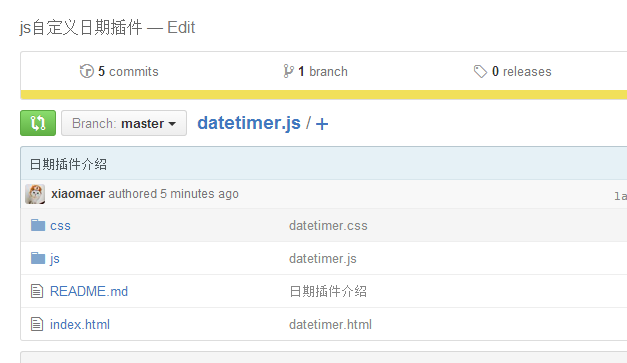 js自定义日期插件 — Edit
5 commits 1 branch 0 releases
Branch: master datetimer.js / +
日期插件介绍
xiaomaer authored 5 minutes ago
css datetimer.css
js datetimer.js
README.md 日期插件介绍
index.html datetimer.html